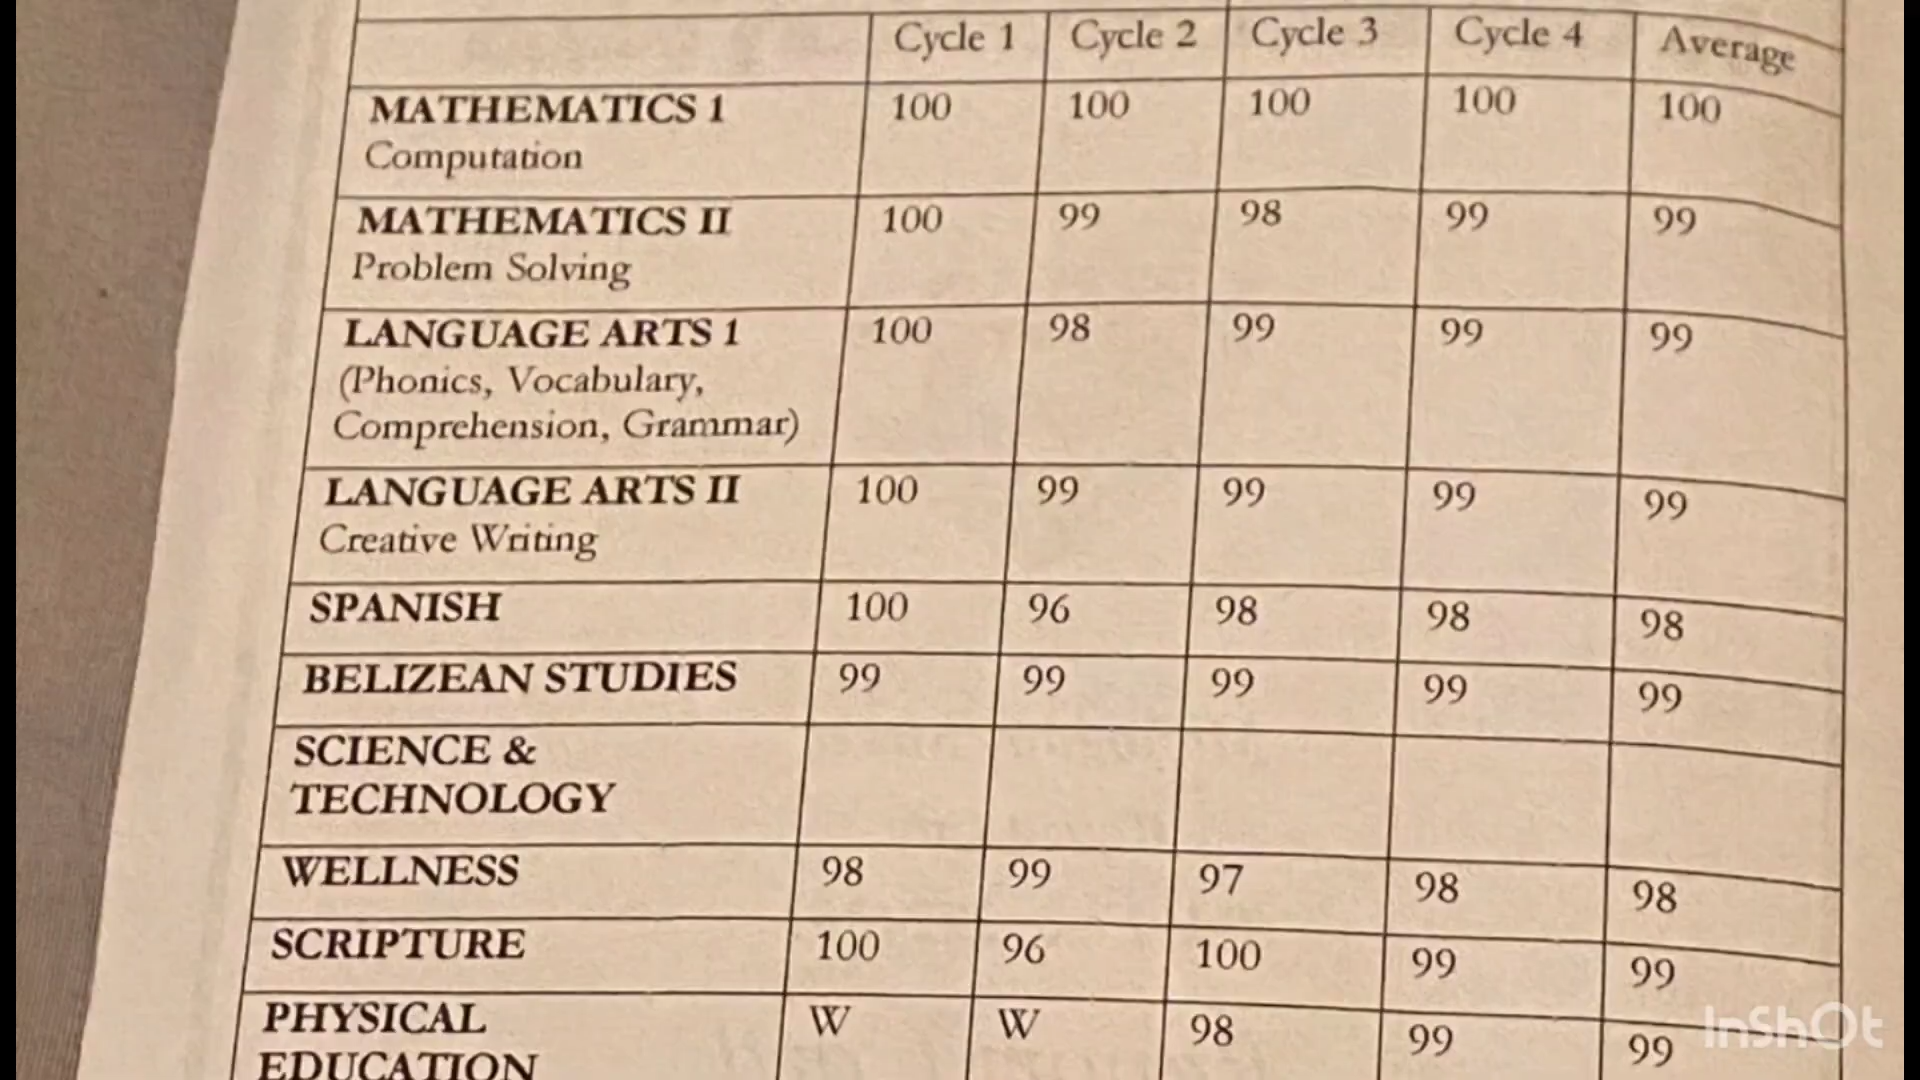 Cycle 1 Cycle 2 Cycle 3 Cycle 4 Average
MATHEMATICS 1 100 100 100 100 100
Computation
MATHEMATICS II 100 99 98 99 99
Problem Solving
LANGUAGE ARTS 1 100 98 99 99 99
(Phonics, Vocabulary,
Comprehension, Grammar)
LANGUAGE ARTS II 100 99 99 99 99
Creative Writing
SPANISH 100 96 98 98 98
BELIZEAN STUDIES 99 99 99 99 99
SCIENCE &
TECHNOLOGY
WELLNESS 98 99 97 98 98
SCRIPTURE 100 96 100 99 99
PHYSICAL W W 98 99 99
EDUCATION
InShOt